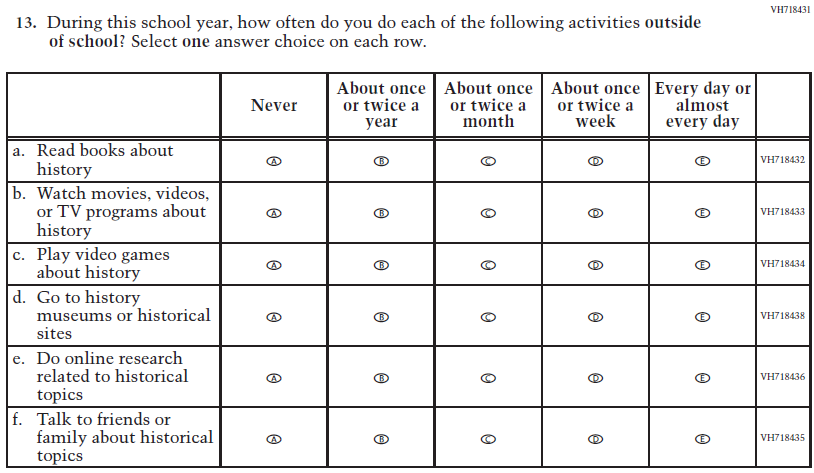 VH718431
13. During this school year, how often do you do each of the following activities outside
of school? Select one answer choice on each row.
Never
About once
or twice a
year
About once
or twice a
month
About once
or twice a
week
Every day or
almost
every day
a. Read books about
history
A B C D E VH718432
b. Watch movies, videos,
or TV programs about
history
A B C D E VH718433
c. Play video games
about history
A B C D E VH718434
d. Go to history
museums or historical
sites
A B C D E VH718438
e. Do online research
related to historical
topics
A B C D E VH718436
f. Talk to friends or
family about historical
topics
A B C D E VH718435